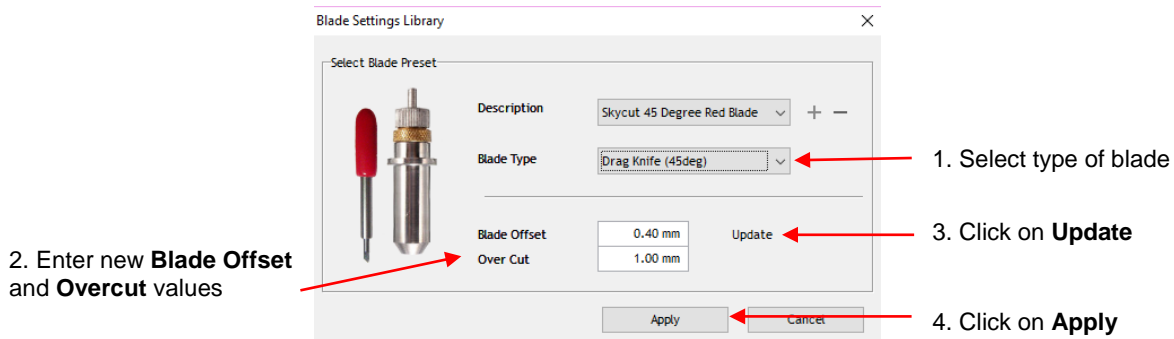 Blade Settings Library
Select Blade Preset
Description
Skycut 45 Degree Red Blade
+ −
Blade Type
Drag Knife (45deg)
1. Select type of blade
Blade Offset
0.40 mm
Update
3. Click on Update
2. Enter new Blade Offset
and Overcut values
Over Cut
1.00 mm
Apply
Cancel
4. Click on Apply